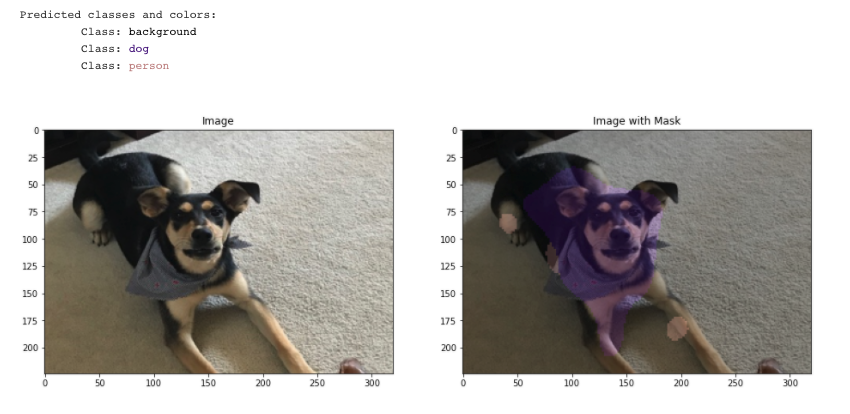 Predicted classes and colors:
Class: background
Class: dog
Class: person
Image
0
25
50
75
100
125
150
175
200
0 50 100 150 200 250 300
Image with Mask
0
25
50
75
100
125
150
175
200
0 50 100 150 200 250 300